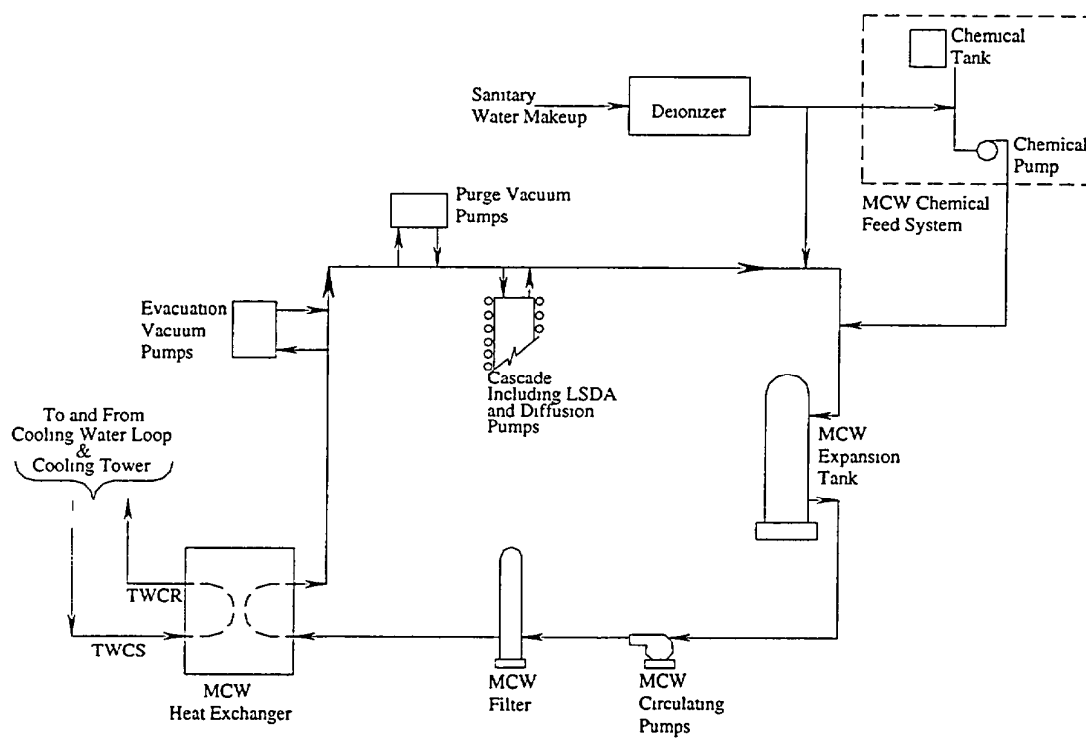 Chemical
Tank
Sanitary
Water Makeup
Deionizer
Chemical
Pump
MCW Chemical
Feed System
Purge Vacuum
Pumps
Evacuation
Vacuum
Pumps
Cascade
Including LSDA
and Diffusion
Pumps
To and From
Cooling Water Loop
&
Cooling Tower
MCW
Expansion
Tank
TWCR
TWCS
MCW
Heat Exchanger
MCW
Filter
MCW
Circulating
Pumps